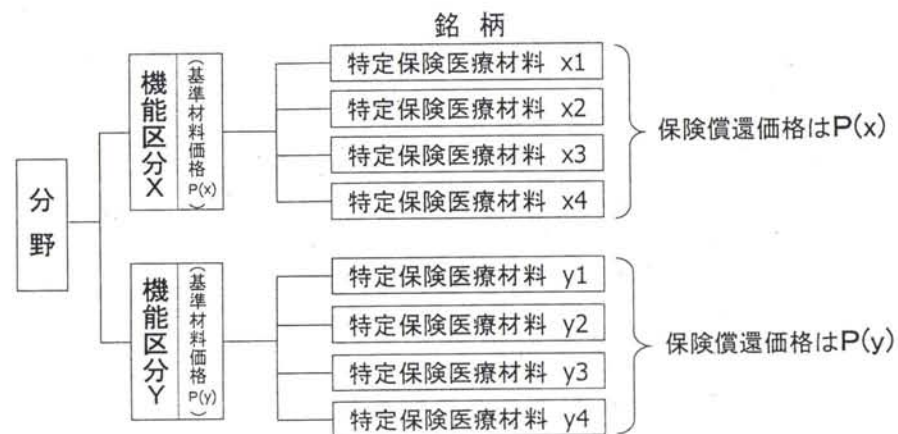 銘柄
分野
機能区分X
(基準材料価格P(x))
特定保険医療材料 x1
特定保険医療材料 x2
特定保険医療材料 x3
特定保険医療材料 x4
保険償還価格はP(x)
機能区分Y
(基準材料価格P(y))
特定保険医療材料 y1
特定保険医療材料 y2
特定保険医療材料 y3
特定保険医療材料 y4
保険償還価格はP(y)